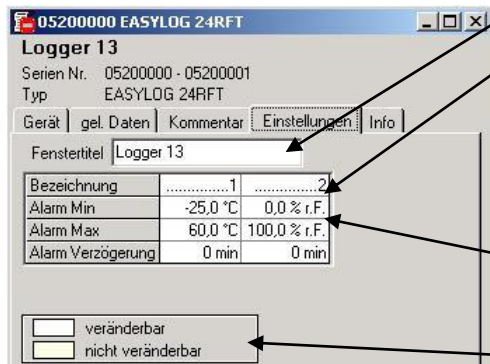 05200000 EASYLOG 24RFT
Logger 13
Serien Nr. 05200000 - 05200001
Typ EASYLOG 24RFT
Gerät gel. Daten Kommentar Einstellungen Info
Fenstertitel Logger 13
Bezeichnung ..............1 ..............2
Alarm Min -25,0 °C 0,0 % r.F.
Alarm Max 60,0 °C 100,0 % r.F.
Alarm Verzögerung 0 min 0 min
veränderbar
nicht veränderbar